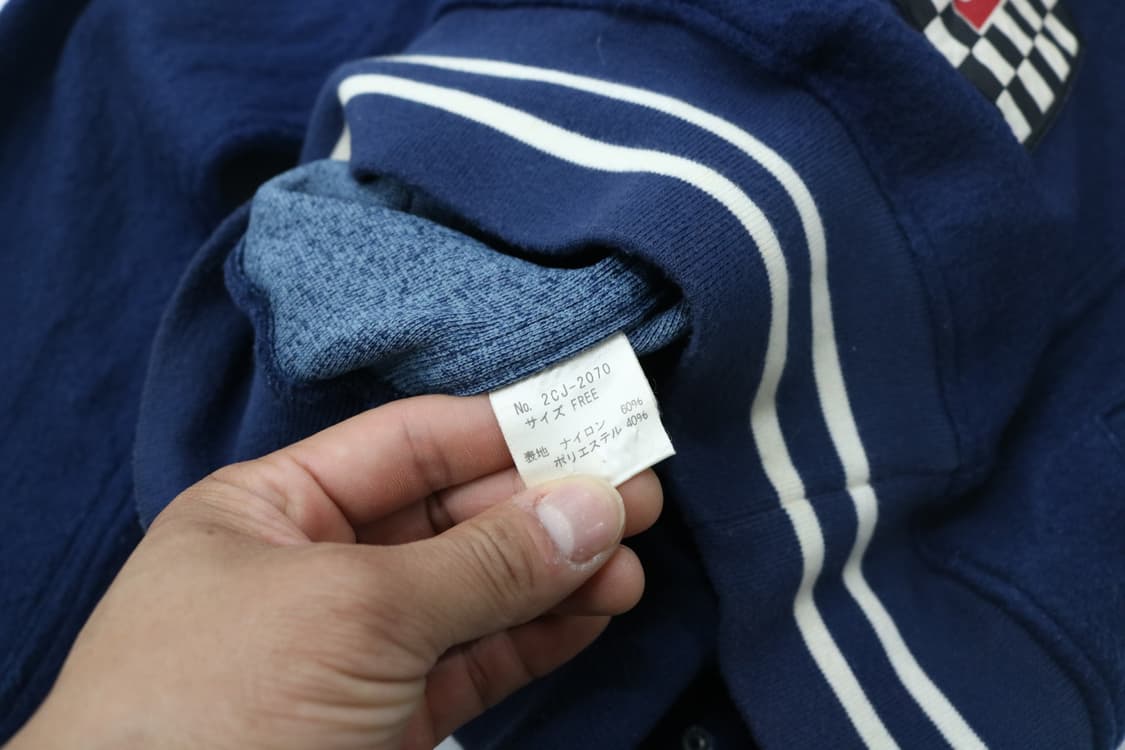 No. 2CJ-2070
サイズ FREE
表地 ナイロン 60%
ポリエステル 40%